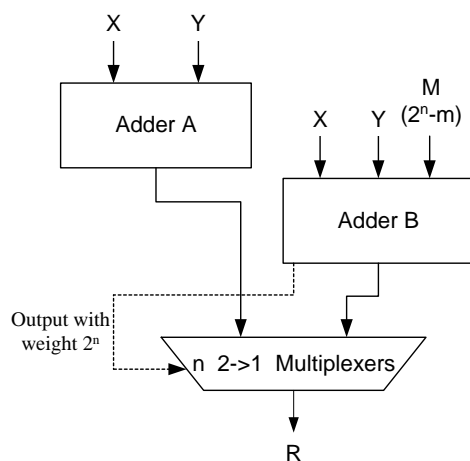 X Y
Adder A
M
(2ⁿ-m)
X Y
Adder B
Output with
weight 2ⁿ
n 2->1 Multiplexers
R